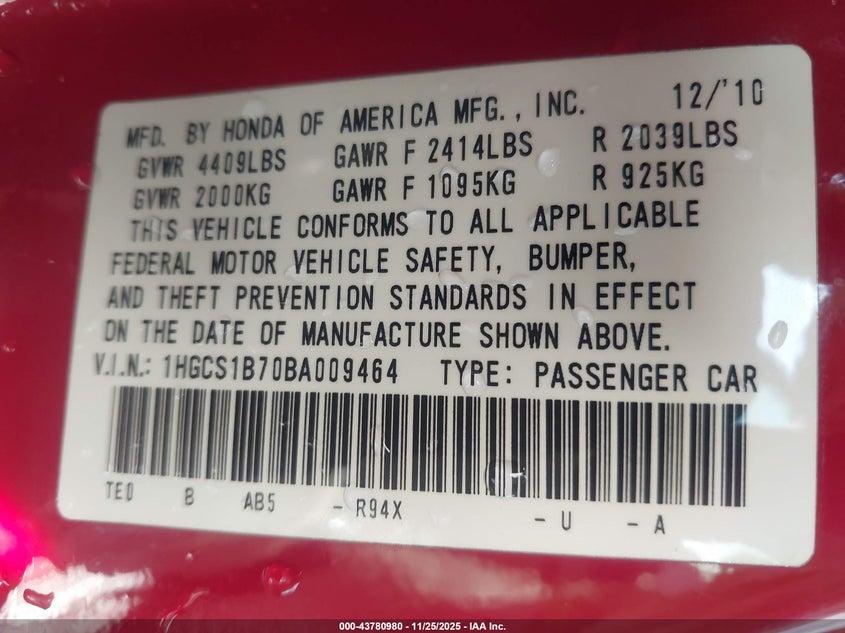 MFD. BY HONDA OF AMERICA MFG., INC. 12/'10
GVWR 4409LBS GAWR F 2414LBS R 2039LBS
GVWR 2000KG GAWR F 1095KG R 925KG
THIS VEHICLE CONFORMS TO ALL APPLICABLE
FEDERAL MOTOR VEHICLE SAFETY, BUMPER,
AND THEFT PREVENTION STANDARDS IN EFFECT
ON THE DATE OF MANUFACTURE SHOWN ABOVE.
V.I.N.: 1HGCS1B70BA009464 TYPE: PASSENGER CAR
TE0 B AB5 - R94X - U - A
000-43780980 - 11/25/2025 - IAA Inc.